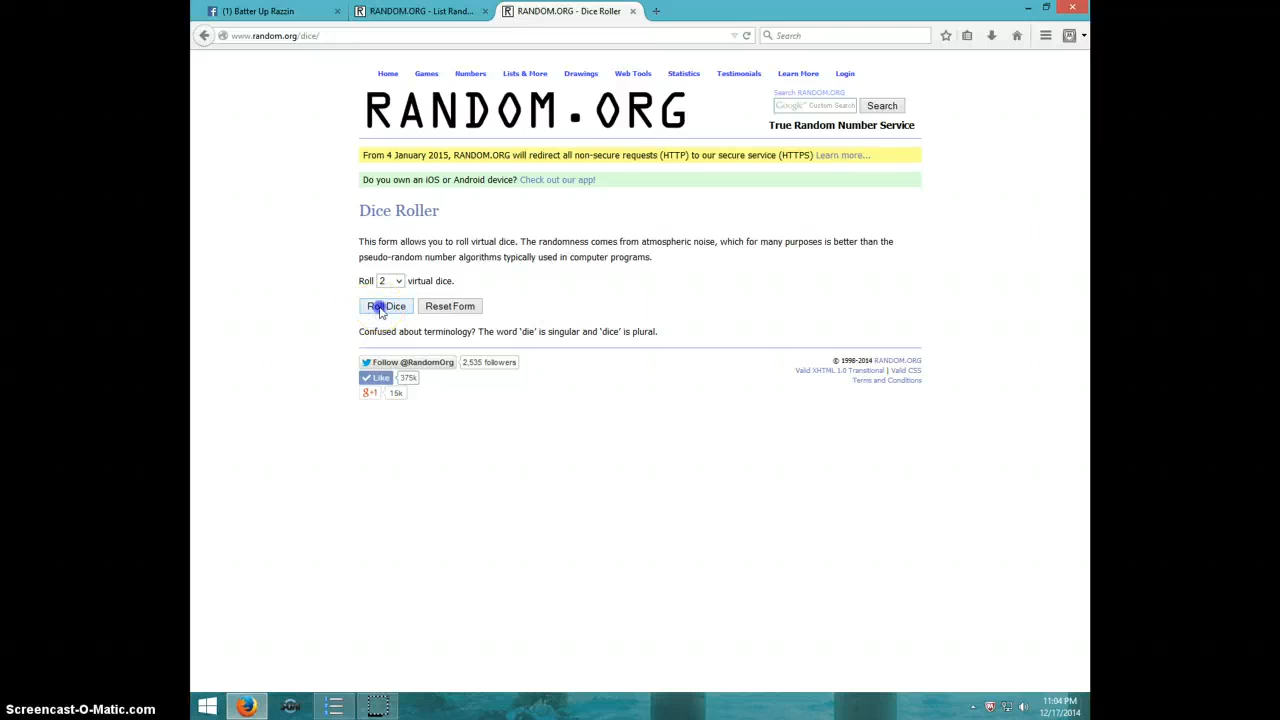 (1) Batter Up Razzin
RANDOM.ORG - List Rand...
RANDOM.ORG - Dice Roller
www.random.org/dice/
Search
Home Games Numbers Lists & More Drawings Web Tools Statistics Testimonials Learn More Login
RANDOM.ORG
Search RANDOM.ORG
Google™ Custom Search
Search
True Random Number Service
From 4 January 2015, RANDOM.ORG will redirect all non-secure requests (HTTP) to our secure service (HTTPS) Learn more...
Do you own an iOS or Android device? Check out our app!
Dice Roller
This form allows you to roll virtual dice. The randomness comes from atmospheric noise, which for many purposes is better than the
pseudo-random number algorithms typically used in computer programs.
Roll 2 virtual dice.
Roll Dice Reset Form
Confused about terminology? The word ‘die’ is singular and ‘dice’ is plural.
Follow @RandomOrg 2,535 followers
Like 375k
+1 15k
© 1998-2014 RANDOM.ORG
Valid XHTML 1.0 Transitional | Valid CSS
Terms and Conditions
11:04 PM
12/17/2014
Screencast-O-Matic.com